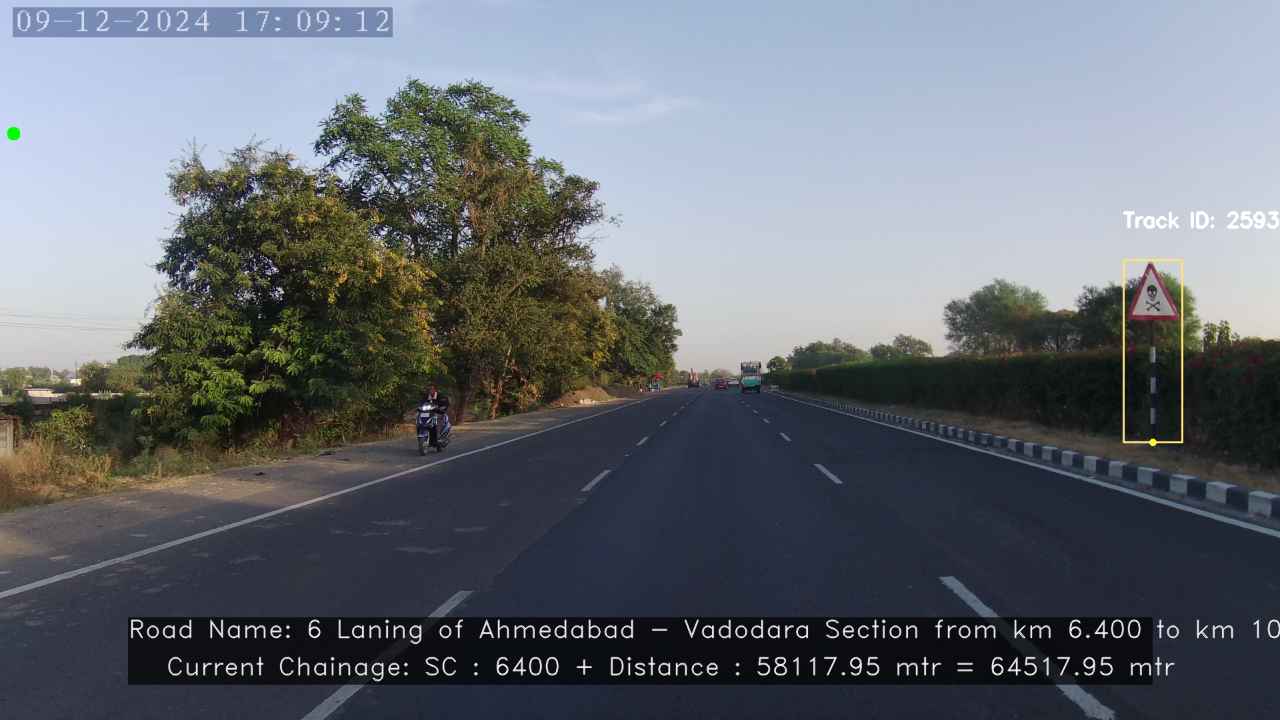 09-12-2024 17:09:12
Track ID: 2593
Road Name: 6 Laning of Ahmedabad - Vadodara Section from km 6.400 to km 10
Current Chainage: SC : 6400 + Distance : 58117.95 mtr = 64517.95 mtr